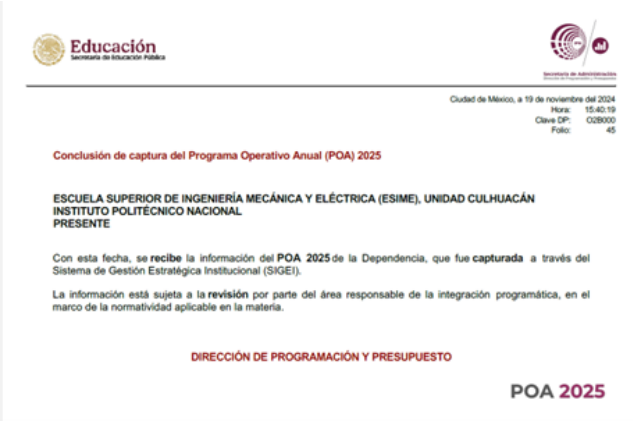 Educación
Secretaría de Educación Pública
Secretaría de Administración
Dirección de Programación y Presupuesto
Ciudad de México, a 19 de noviembre del 2024
Hora: 15:40:19
Clave DP: O2B000
Folio: 45
Conclusión de captura del Programa Operativo Anual (POA) 2025
ESCUELA SUPERIOR DE INGENIERÍA MECÁNICA Y ELÉCTRICA (ESIME), UNIDAD CULHUACÁN
INSTITUTO POLITÉCNICO NACIONAL
PRESENTE
Con esta fecha, se recibe la información del POA 2025 de la Dependencia, que fue capturada a través del
Sistema de Gestión Estratégica Institucional (SIGEI).
La información está sujeta a la revisión por parte del área responsable de la integración programática, en el
marco de la normatividad aplicable en la materia.
DIRECCIÓN DE PROGRAMACIÓN Y PRESUPUESTO
POA 2025